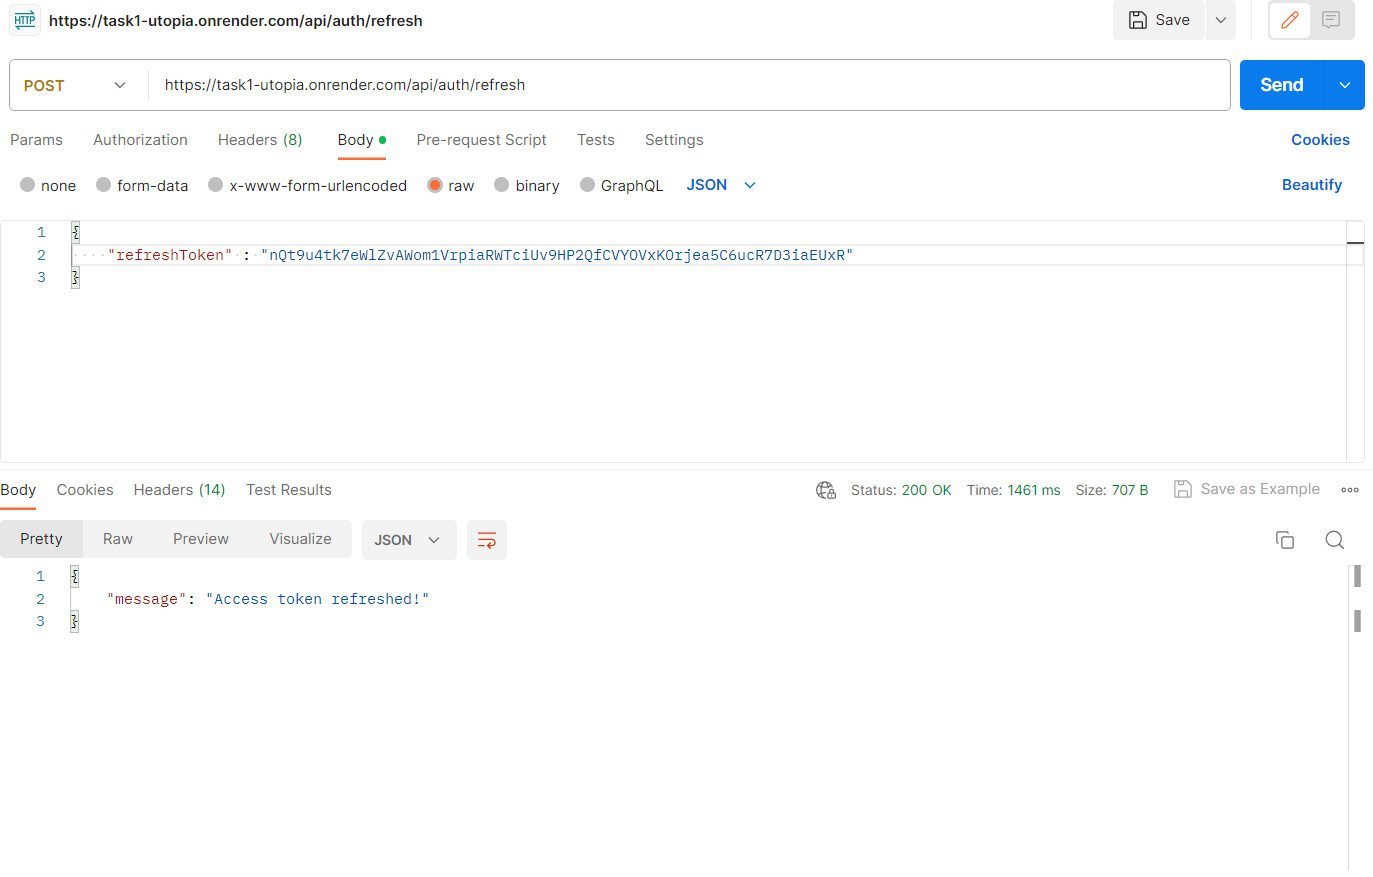 HTTP https://task1-utopia.onrender.com/api/auth/refresh Save
POST https://task1-utopia.onrender.com/api/auth/refresh Send
Params Authorization Headers (8) Body Pre-request Script Tests Settings Cookies
none form-data x-www-form-urlencoded raw binary GraphQL JSON Beautify
1 {
2 "refreshToken" : "nQt9u4tk7eWlZvAWom1VrpiaRWTciUv9HP2QfCVYOVxKOrjea5C6ucR7D3iaEUxR"
3 }
Body Cookies Headers (14) Test Results Status: 200 OK Time: 1461 ms Size: 707 B Save as Example
Pretty Raw Preview Visualize JSON
1 {
2 "message": "Access token refreshed!"
3 }